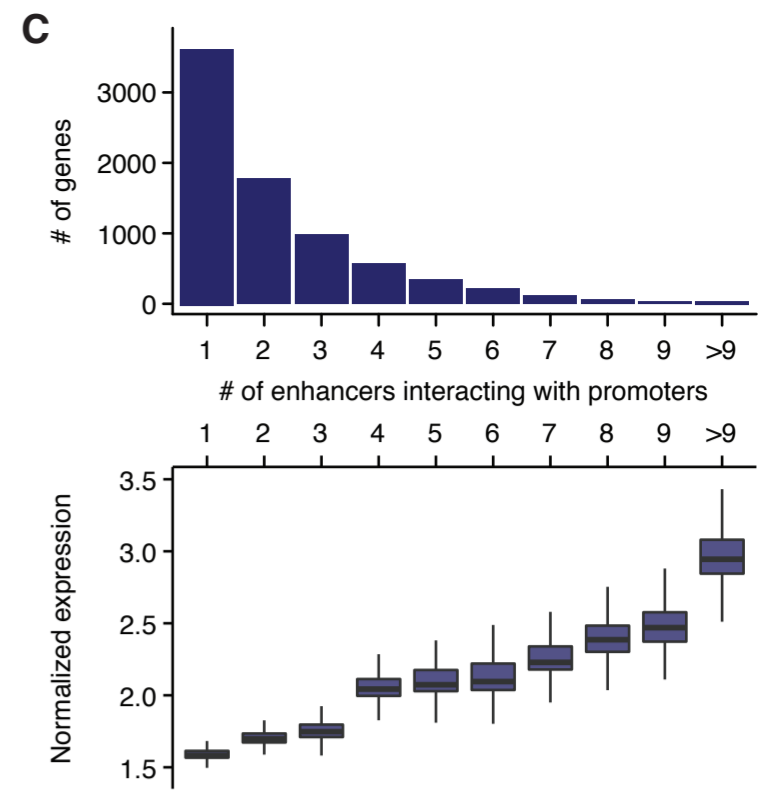 C
# of genes
3000
2000
1000
0
1 2 3 4 5 6 7 8 9 >9
# of enhancers interacting with promoters
1 2 3 4 5 6 7 8 9 >9
Normalized expression
3.5
3.0
2.5
2.0
1.5